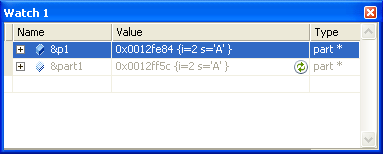 Watch 1
Name Value Type
&p1 0x0012fe84 {i=2 s='A' } part *
&part1 0x0012ff5c {i=2 s='A' } part *